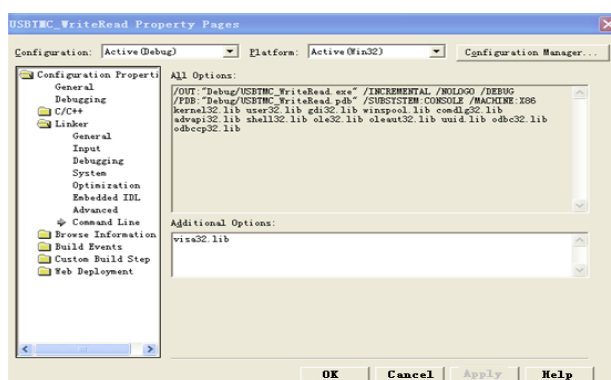 USBTMC_WriteRead Property Pages
Configuration: Active(Debug) Platform: Active(Win32) Configuration Manager...
Configuration Properti
General
Debugging
C/C++
Linker
General
Input
Debugging
System
Optimization
Embedded IDL
Advanced
Command Line
Browse Information
Build Events
Custom Build Step
Web Deployment
All Options:
/OUT:"Debug/USBTMC_WriteRead.exe" /INCREMENTAL /NOLOGO /DEBUG
/PDB:"Debug/USBTMC_WriteRead.pdb" /SUBSYSTEM:CONSOLE /MACHINE:X86
kernel32.lib user32.lib gdi32.lib winspool.lib comdlg32.lib
advapi32.lib shell32.lib ole32.lib oleaut32.lib uuid.lib odbc32.lib
odbccp32.lib
Additional Options:
visa32.lib
OK Cancel Apply Help